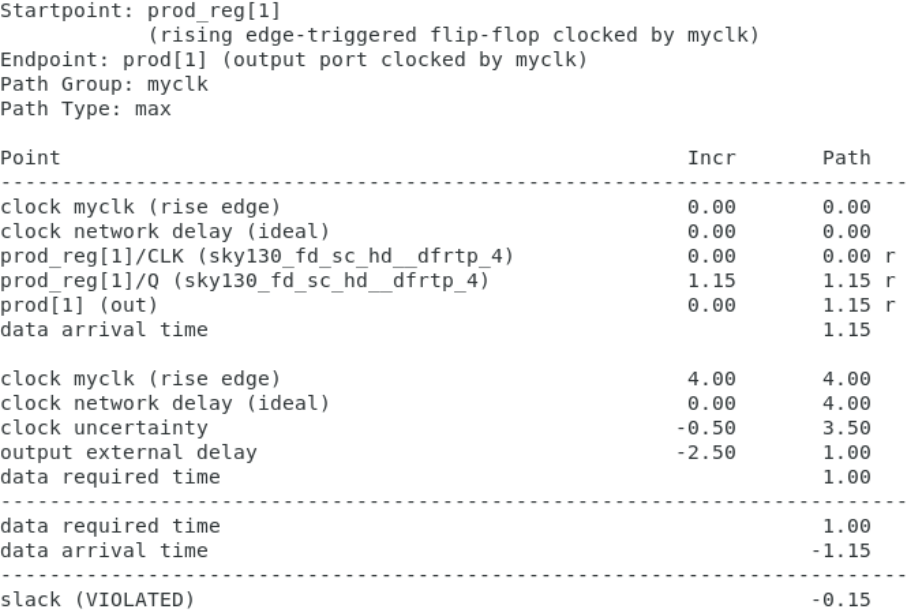 Startpoint: prod_reg[1]
(rising edge-triggered flip-flop clocked by myclk)
Endpoint: prod[1] (output port clocked by myclk)
Path Group: myclk
Path Type: max
Point Incr Path
--------------------------------------------------------------------------
clock myclk (rise edge) 0.00 0.00
clock network delay (ideal) 0.00 0.00
prod_reg[1]/CLK (sky130_fd_sc_hd__dfrtp_4) 0.00 0.00 r
prod_reg[1]/Q (sky130_fd_sc_hd__dfrtp_4) 1.15 1.15 r
prod[1] (out) 0.00 1.15 r
data arrival time 1.15
clock myclk (rise edge) 4.00 4.00
clock network delay (ideal) 0.00 4.00
clock uncertainty -0.50 3.50
output external delay -2.50 1.00
data required time 1.00
--------------------------------------------------------------------------
data required time 1.00
data arrival time -1.15
--------------------------------------------------------------------------
slack (VIOLATED) -0.15